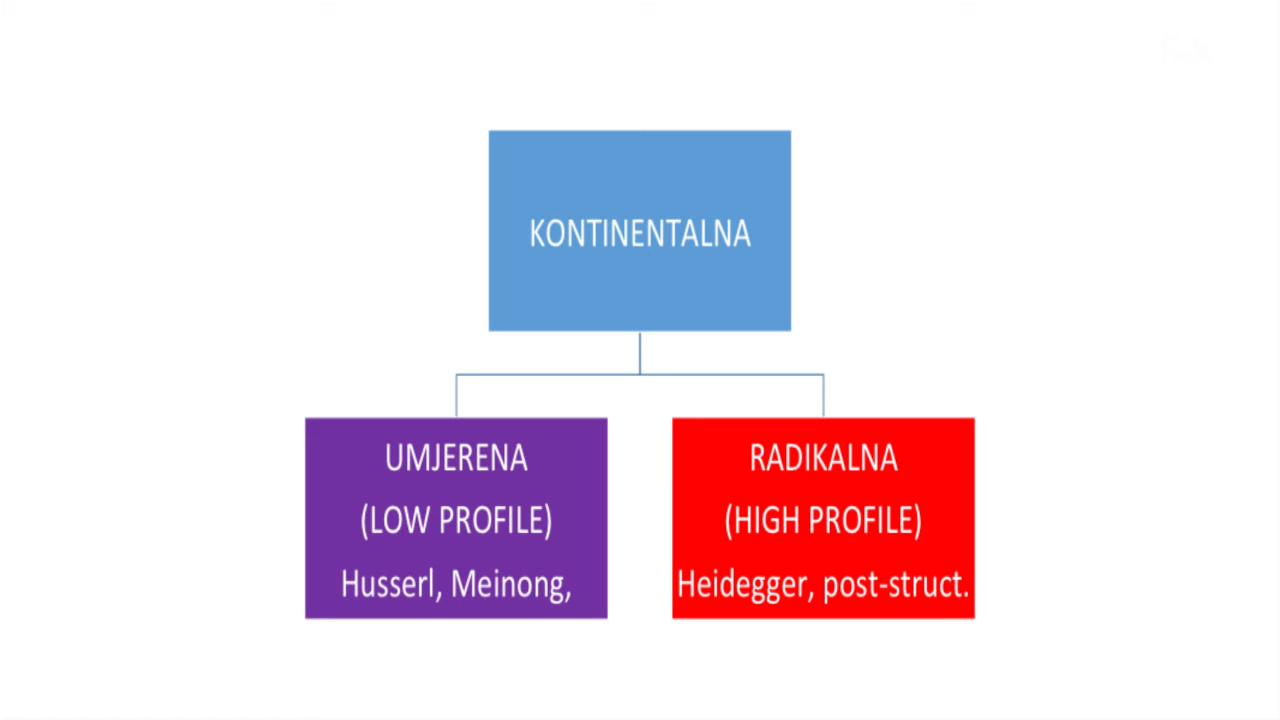 KONTINENTALNA
UMJERENA
(LOW PROFILE)
Husserl, Meinong,
RADIKALNA
(HIGH PROFILE)
Heidegger, post-struct.